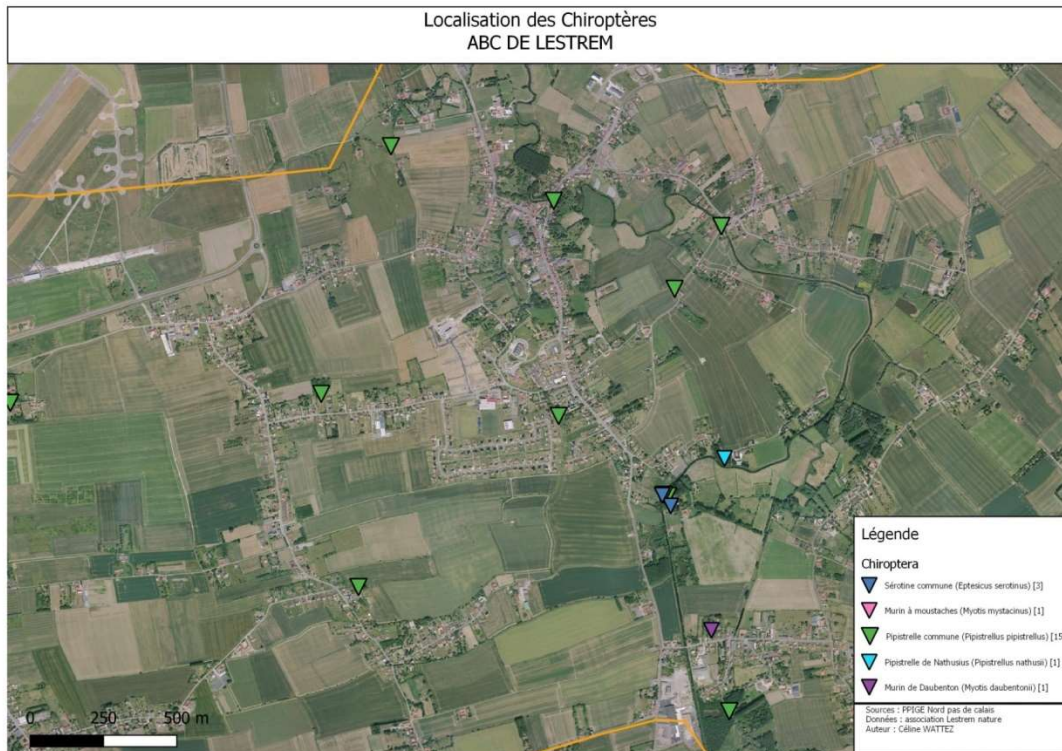 Localisation des Chiroptères
ABC DE LESTREM
Légende
Chiroptera
Sérotine commune (Eptesicus serotinus) [3]
Murin à moustaches (Myotis mystacinus) [1]
Pipistrelle commune (Pipistrellus pipistrellus) [15
Pipistrelle de Nathusius (Pipistrellus nathusii) [1]
Murin de Daubenton (Myotis daubentonii) [1]
Sources : PPIGE Nord pas de calais
Données : association Lestrem nature
Auteur : Céline WATTEZ
0 250 500 m